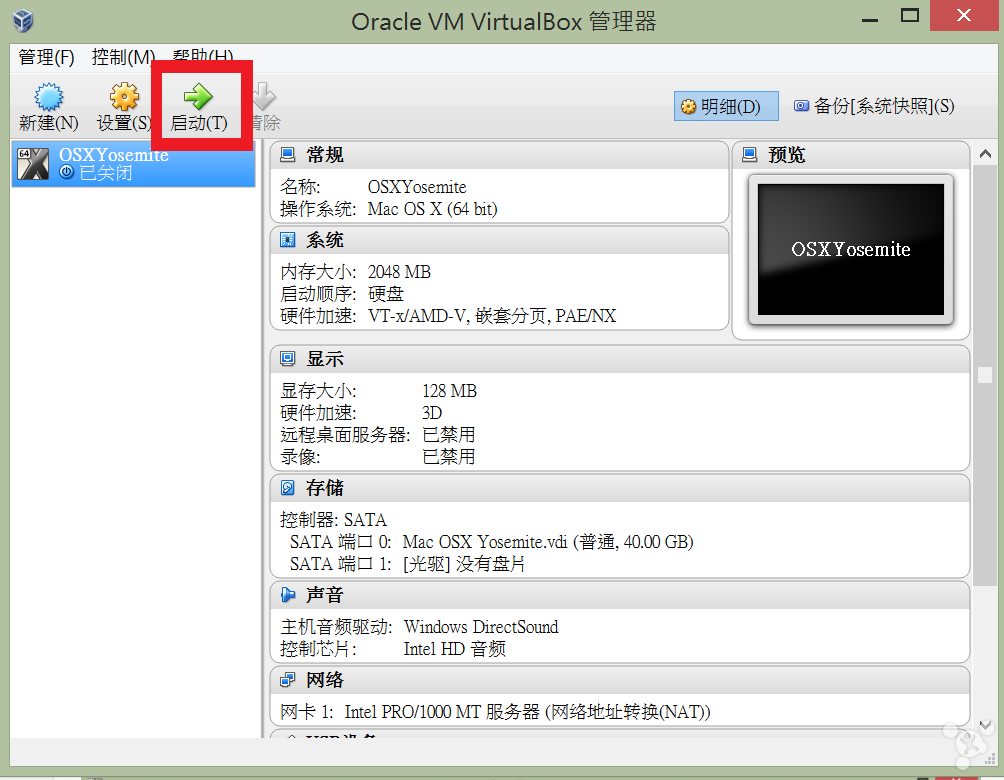 Oracle VM VirtualBox 管理器
管理(F) 控制(M) 帮助(H)
新建(N) 设置(S) 启动(T) 清除 明细(D) 备份[系统快照](S)
64
OSXYosemite
已关闭
常规
名称: OSXYosemite
操作系统: Mac OS X (64 bit)
系统
内存大小: 2048 MB
启动顺序: 硬盘
硬件加速: VT-x/AMD-V, 嵌套分页, PAE/NX
预览
OSXYosemite
显示
显存大小: 128 MB
硬件加速: 3D
远程桌面服务器: 已禁用
录像: 已禁用
存储
控制器: SATA
SATA 端口 0: Mac OSX Yosemite.vdi (普通, 40.00 GB)
SATA 端口 1: [光驱] 没有盘片
声音
主机音频驱动: Windows DirectSound
控制芯片: Intel HD 音频
网络
网卡 1: Intel PRO/1000 MT 服务器 (网络地址转换(NAT))
USB设备